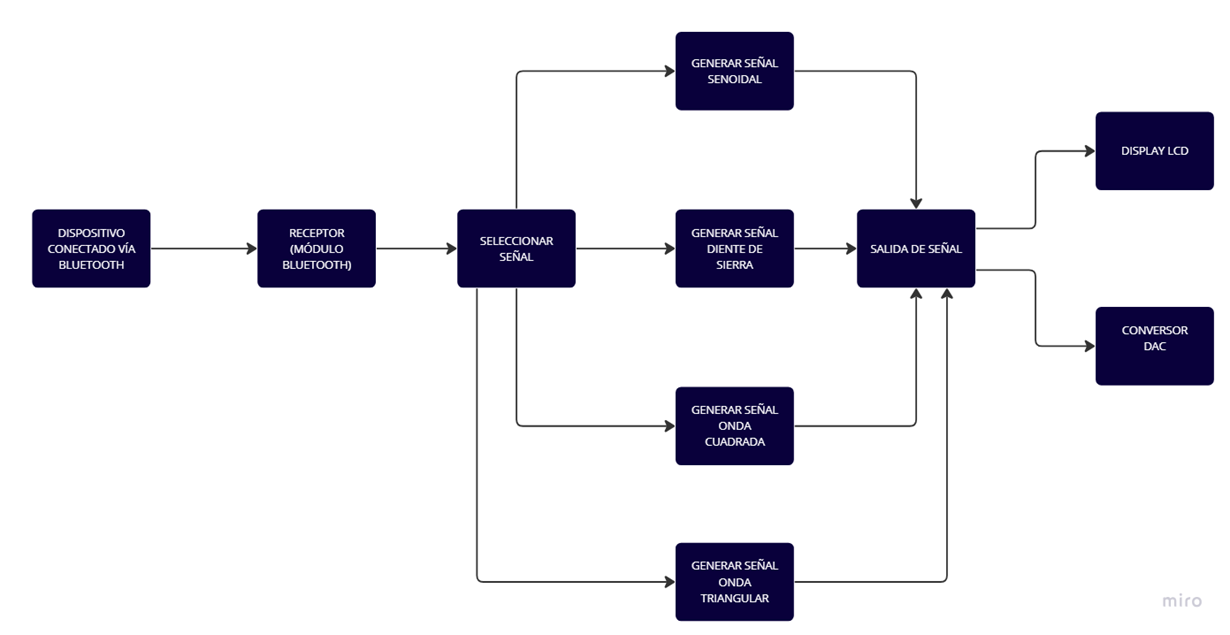 GENERAR SEÑAL
SENOIDAL
DISPLAY LCD
DISPOSITIVO
CONECTADO VÍA
BLUETOOTH
RECEPTOR
(MÓDULO
BLUETOOTH)
SELECCIONAR
SEÑAL
GENERAR SEÑAL
DIENTE DE
SIERRA
SALIDA DE SEÑAL
CONVERSOR
DAC
GENERAR SEÑAL
ONDA
CUADRADA
GENERAR SEÑAL
ONDA
TRIANGULAR
miro